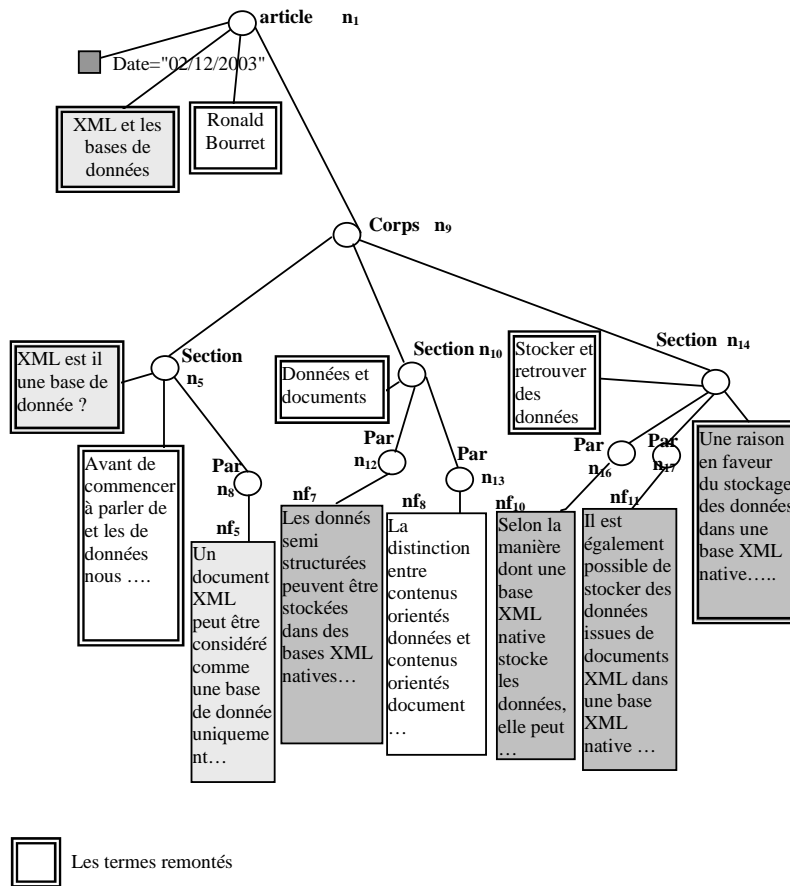 article n1
Date="02/12/2003"
XML et les
bases de
données
Ronald
Bourret
Corps n9
XML est il
une base de
donnée ?
Section
n5
Avant de
commencer
à parler de
et les de
données
nous ….
Par
n8
nf5
Un
document
XML
peut être
considéré
comme
une base
de donnée
uniqueme
nt…
Données et
documents
Section n10
Par
n12
nf7
Les donnés
semi
structurées
peuvent être
stockées
dans des
bases XML
natives…
Par
n13
nf8
La
distinction
entre
contenus
orientés
données et
contenus
orientés
document
…
Stocker et
retrouver
des
données
Section n14
Par
n16
nf10
Selon la
manière
dont une
base
XML
native
stocke
les
données,
elle peut
…
Par
n17
nf11
Il est
également
possible de
stocker des
données
issues de
documents
XML dans
une base
XML
native …
Une raison
en faveur
du stockage
des données
dans une
base XML
native…..
Les termes remontés